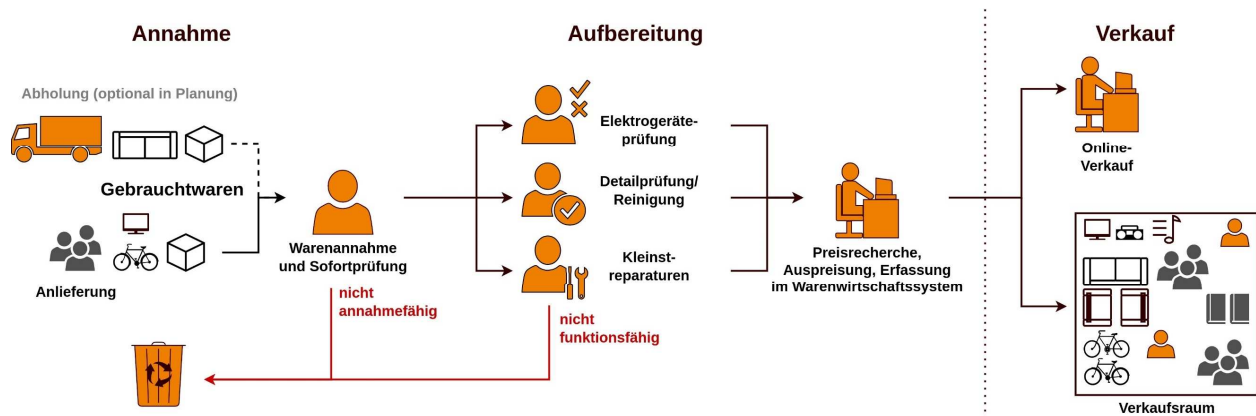 Annahme
Aufbereitung
Verkauf
Abholung (optional in Planung)
Gebrauchtwaren
Anlieferung
Warenannahme
und Sofortprüfung
nicht
annahmefähig
Elektrogeräte-
prüfung
Detailprüfung/
Reinigung
Kleinst-
reparaturen
nicht
funktionsfähig
Preisrecherche,
Auspreisung, Erfassung
im Warenwirtschaftssystem
Online-
Verkauf
Verkaufsraum